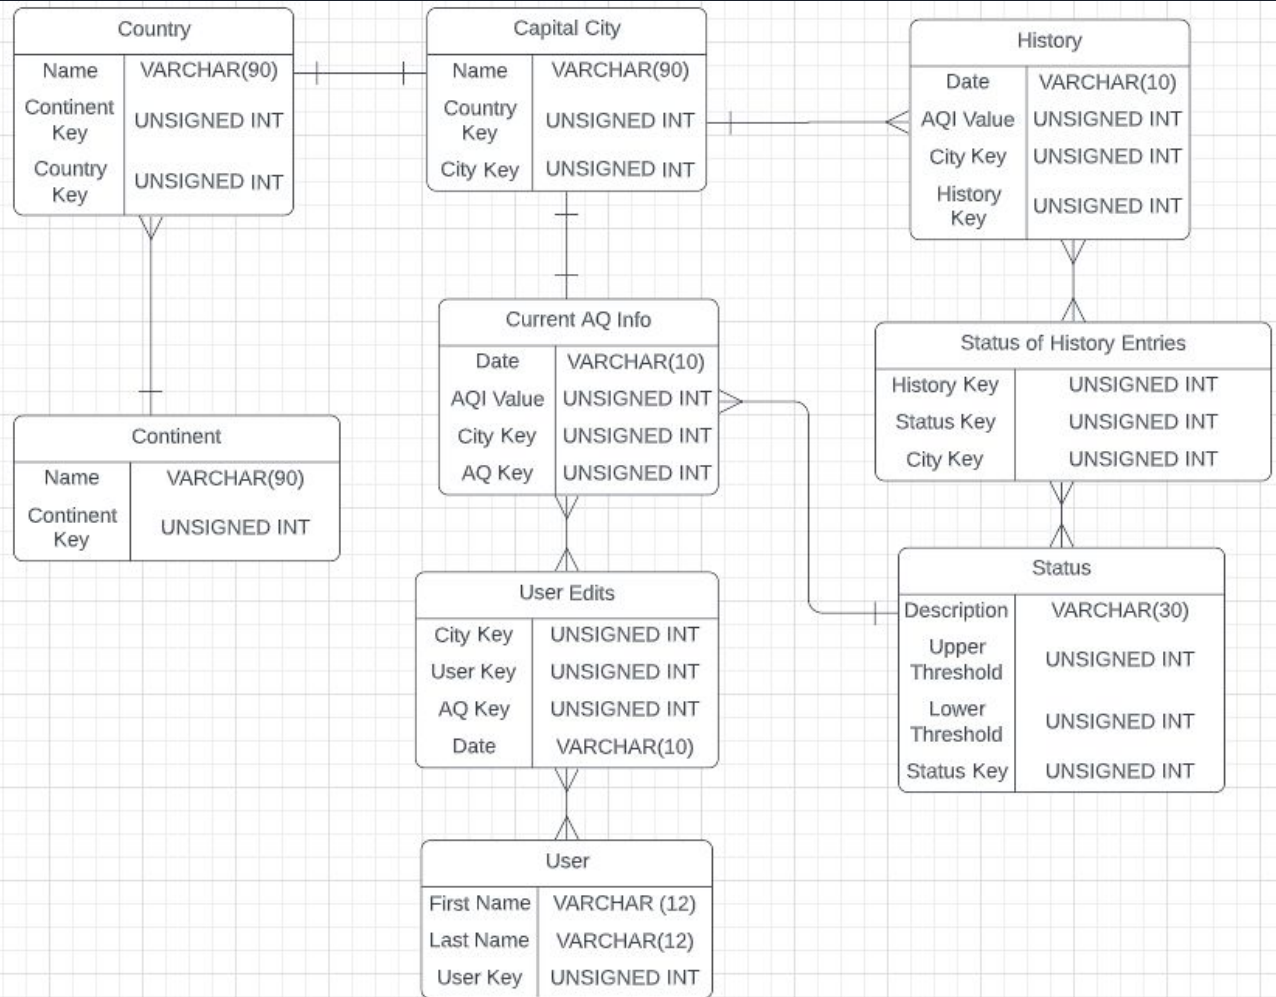 Country
Name VARCHAR(90)
Continent
Key UNSIGNED INT
Country
Key UNSIGNED INT
Capital City
Name VARCHAR(90)
Country
Key UNSIGNED INT
City Key UNSIGNED INT
History
Date VARCHAR(10)
AQI Value UNSIGNED INT
City Key UNSIGNED INT
History
Key UNSIGNED INT
Continent
Name VARCHAR(90)
Continent
Key UNSIGNED INT
Current AQ Info
Date VARCHAR(10)
AQI Value UNSIGNED INT
City Key UNSIGNED INT
AQ Key UNSIGNED INT
Status of History Entries
History Key UNSIGNED INT
Status Key UNSIGNED INT
City Key UNSIGNED INT
User Edits
City Key UNSIGNED INT
User Key UNSIGNED INT
AQ Key UNSIGNED INT
Date VARCHAR(10)
Status
Description VARCHAR(30)
Upper
Threshold UNSIGNED INT
Lower
Threshold UNSIGNED INT
Status Key UNSIGNED INT
User
First Name VARCHAR (12)
Last Name VARCHAR(12)
User Key UNSIGNED INT